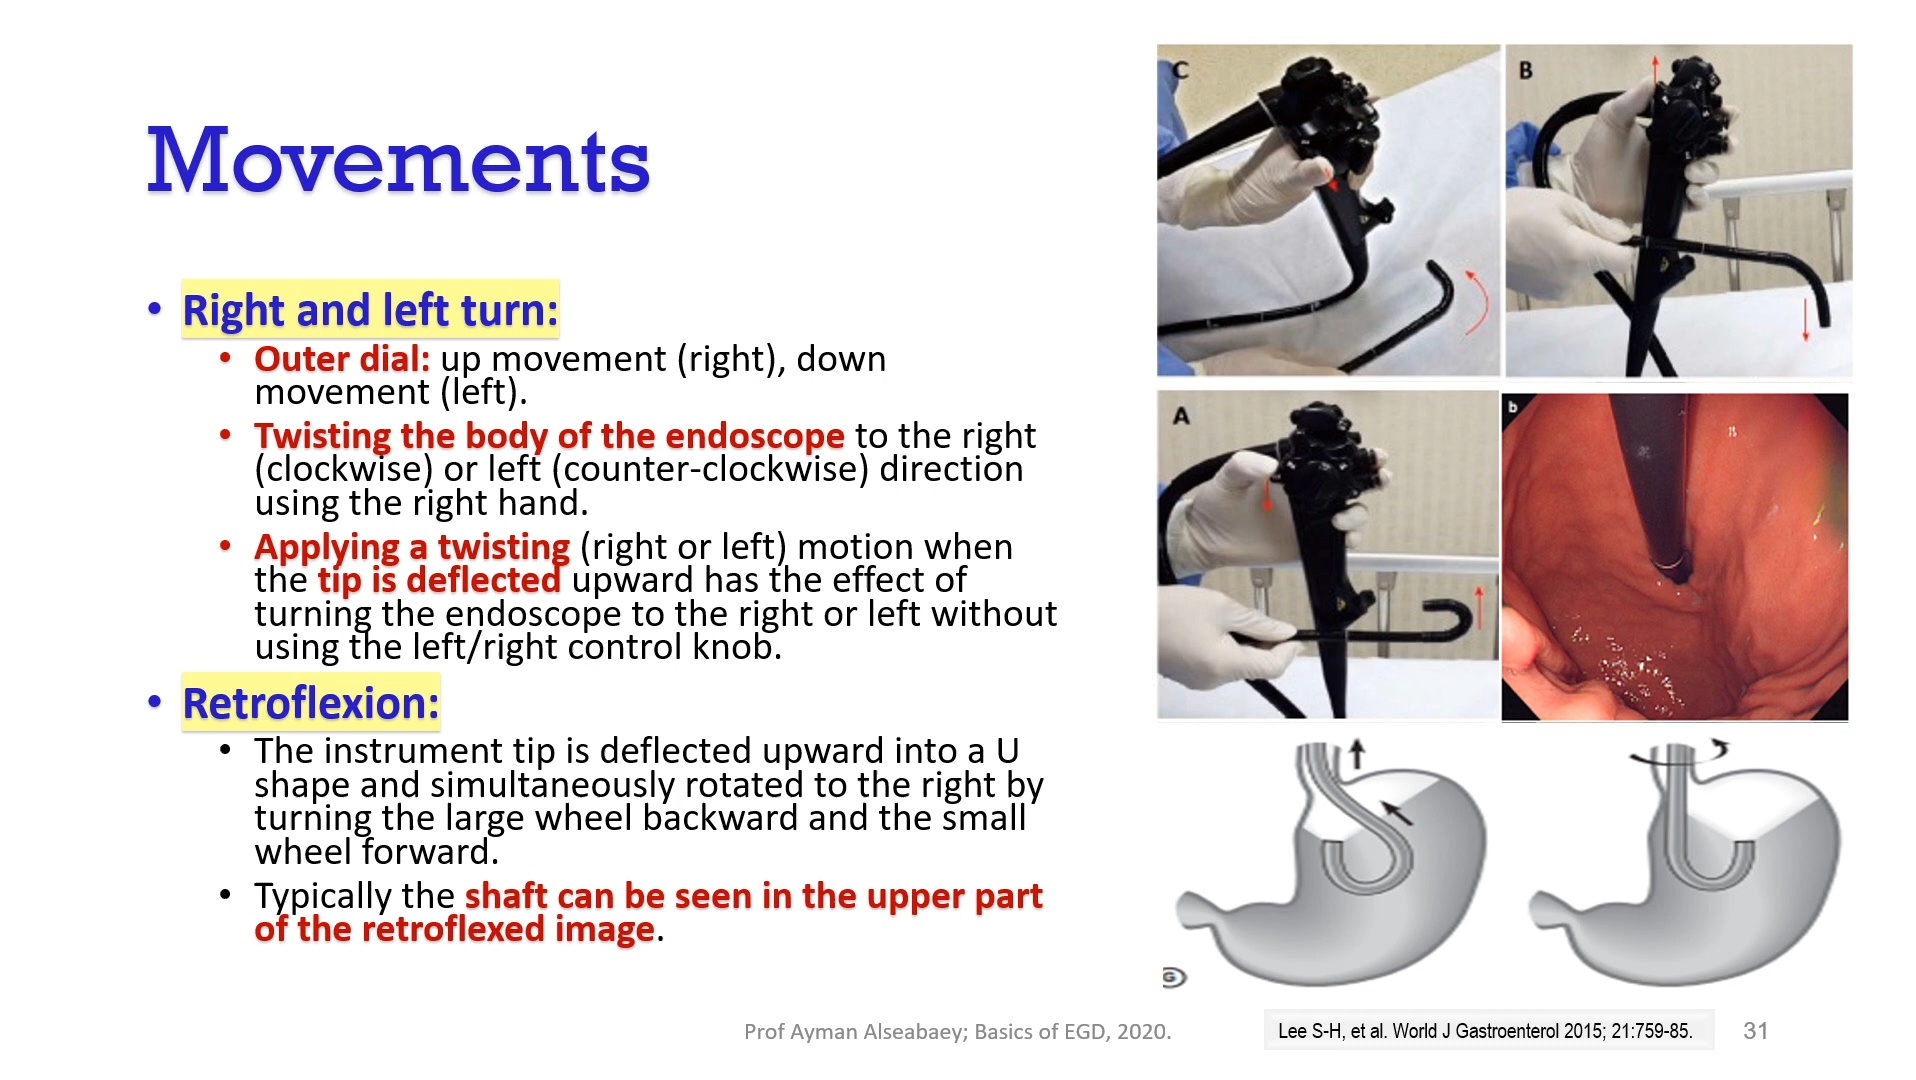 Movements
• Right and left turn:
• Outer dial: up movement (right), down
movement (left).
• Twisting the body of the endoscope to the right
(clockwise) or left (counter-clockwise) direction
using the right hand.
• Applying a twisting (right or left) motion when
the tip is deflected upward has the effect of
turning the endoscope to the right or left without
using the left/right control knob.
• Retroflexion:
• The instrument tip is deflected upward into a U
shape and simultaneously rotated to the right by
turning the large wheel backward and the small
wheel forward.
• Typically the shaft can be seen in the upper part
of the retroflexed image.
C
B
A
b
G
Prof Ayman Alseabaey; Basics of EGD, 2020.
Lee S-H, et al. World J Gastroenterol 2015; 21:759-85.
31